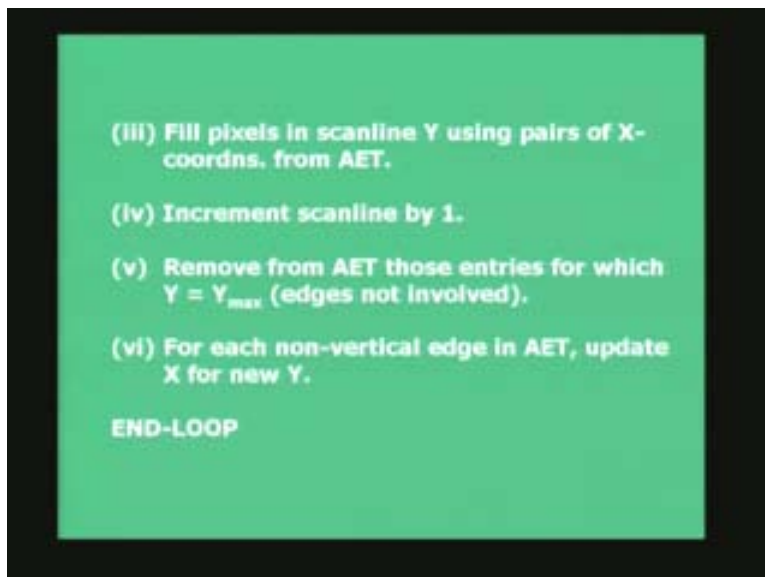 (iii) Fill pixels in scanline Y using pairs of X-
coordns. from AET.
(iv) Increment scanline by 1.
(v) Remove from AET those entries for which
Y = Ymax (edges not involved).
(vi) For each non-vertical edge in AET, update
X for new Y.
END-LOOP